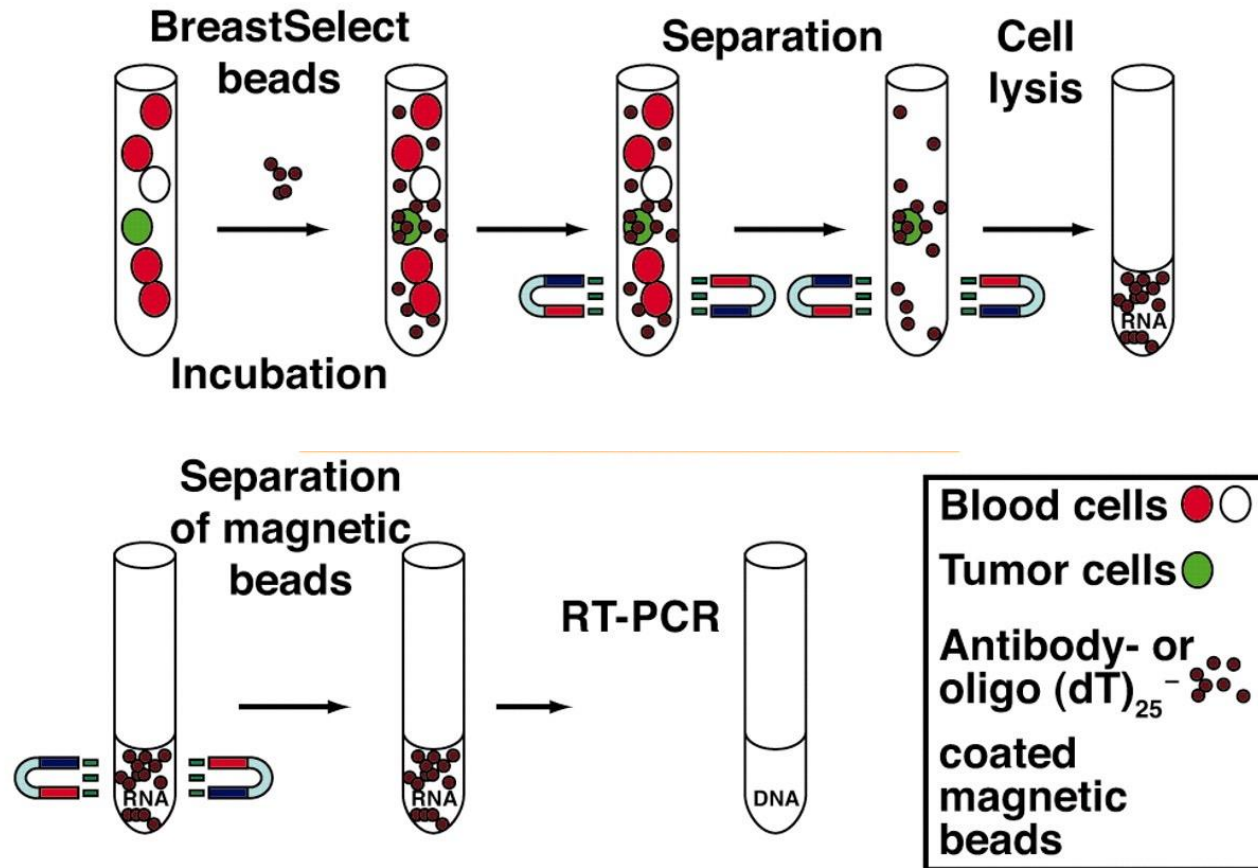 BreastSelect
beads
Separation
Cell
lysis
RNA
Incubation
Separation
of magnetic
beads
RT-PCR
RNA
RNA
DNA
Blood cells
Tumor cells
Antibody- or
oligo (dT)25–
coated
magnetic
beads